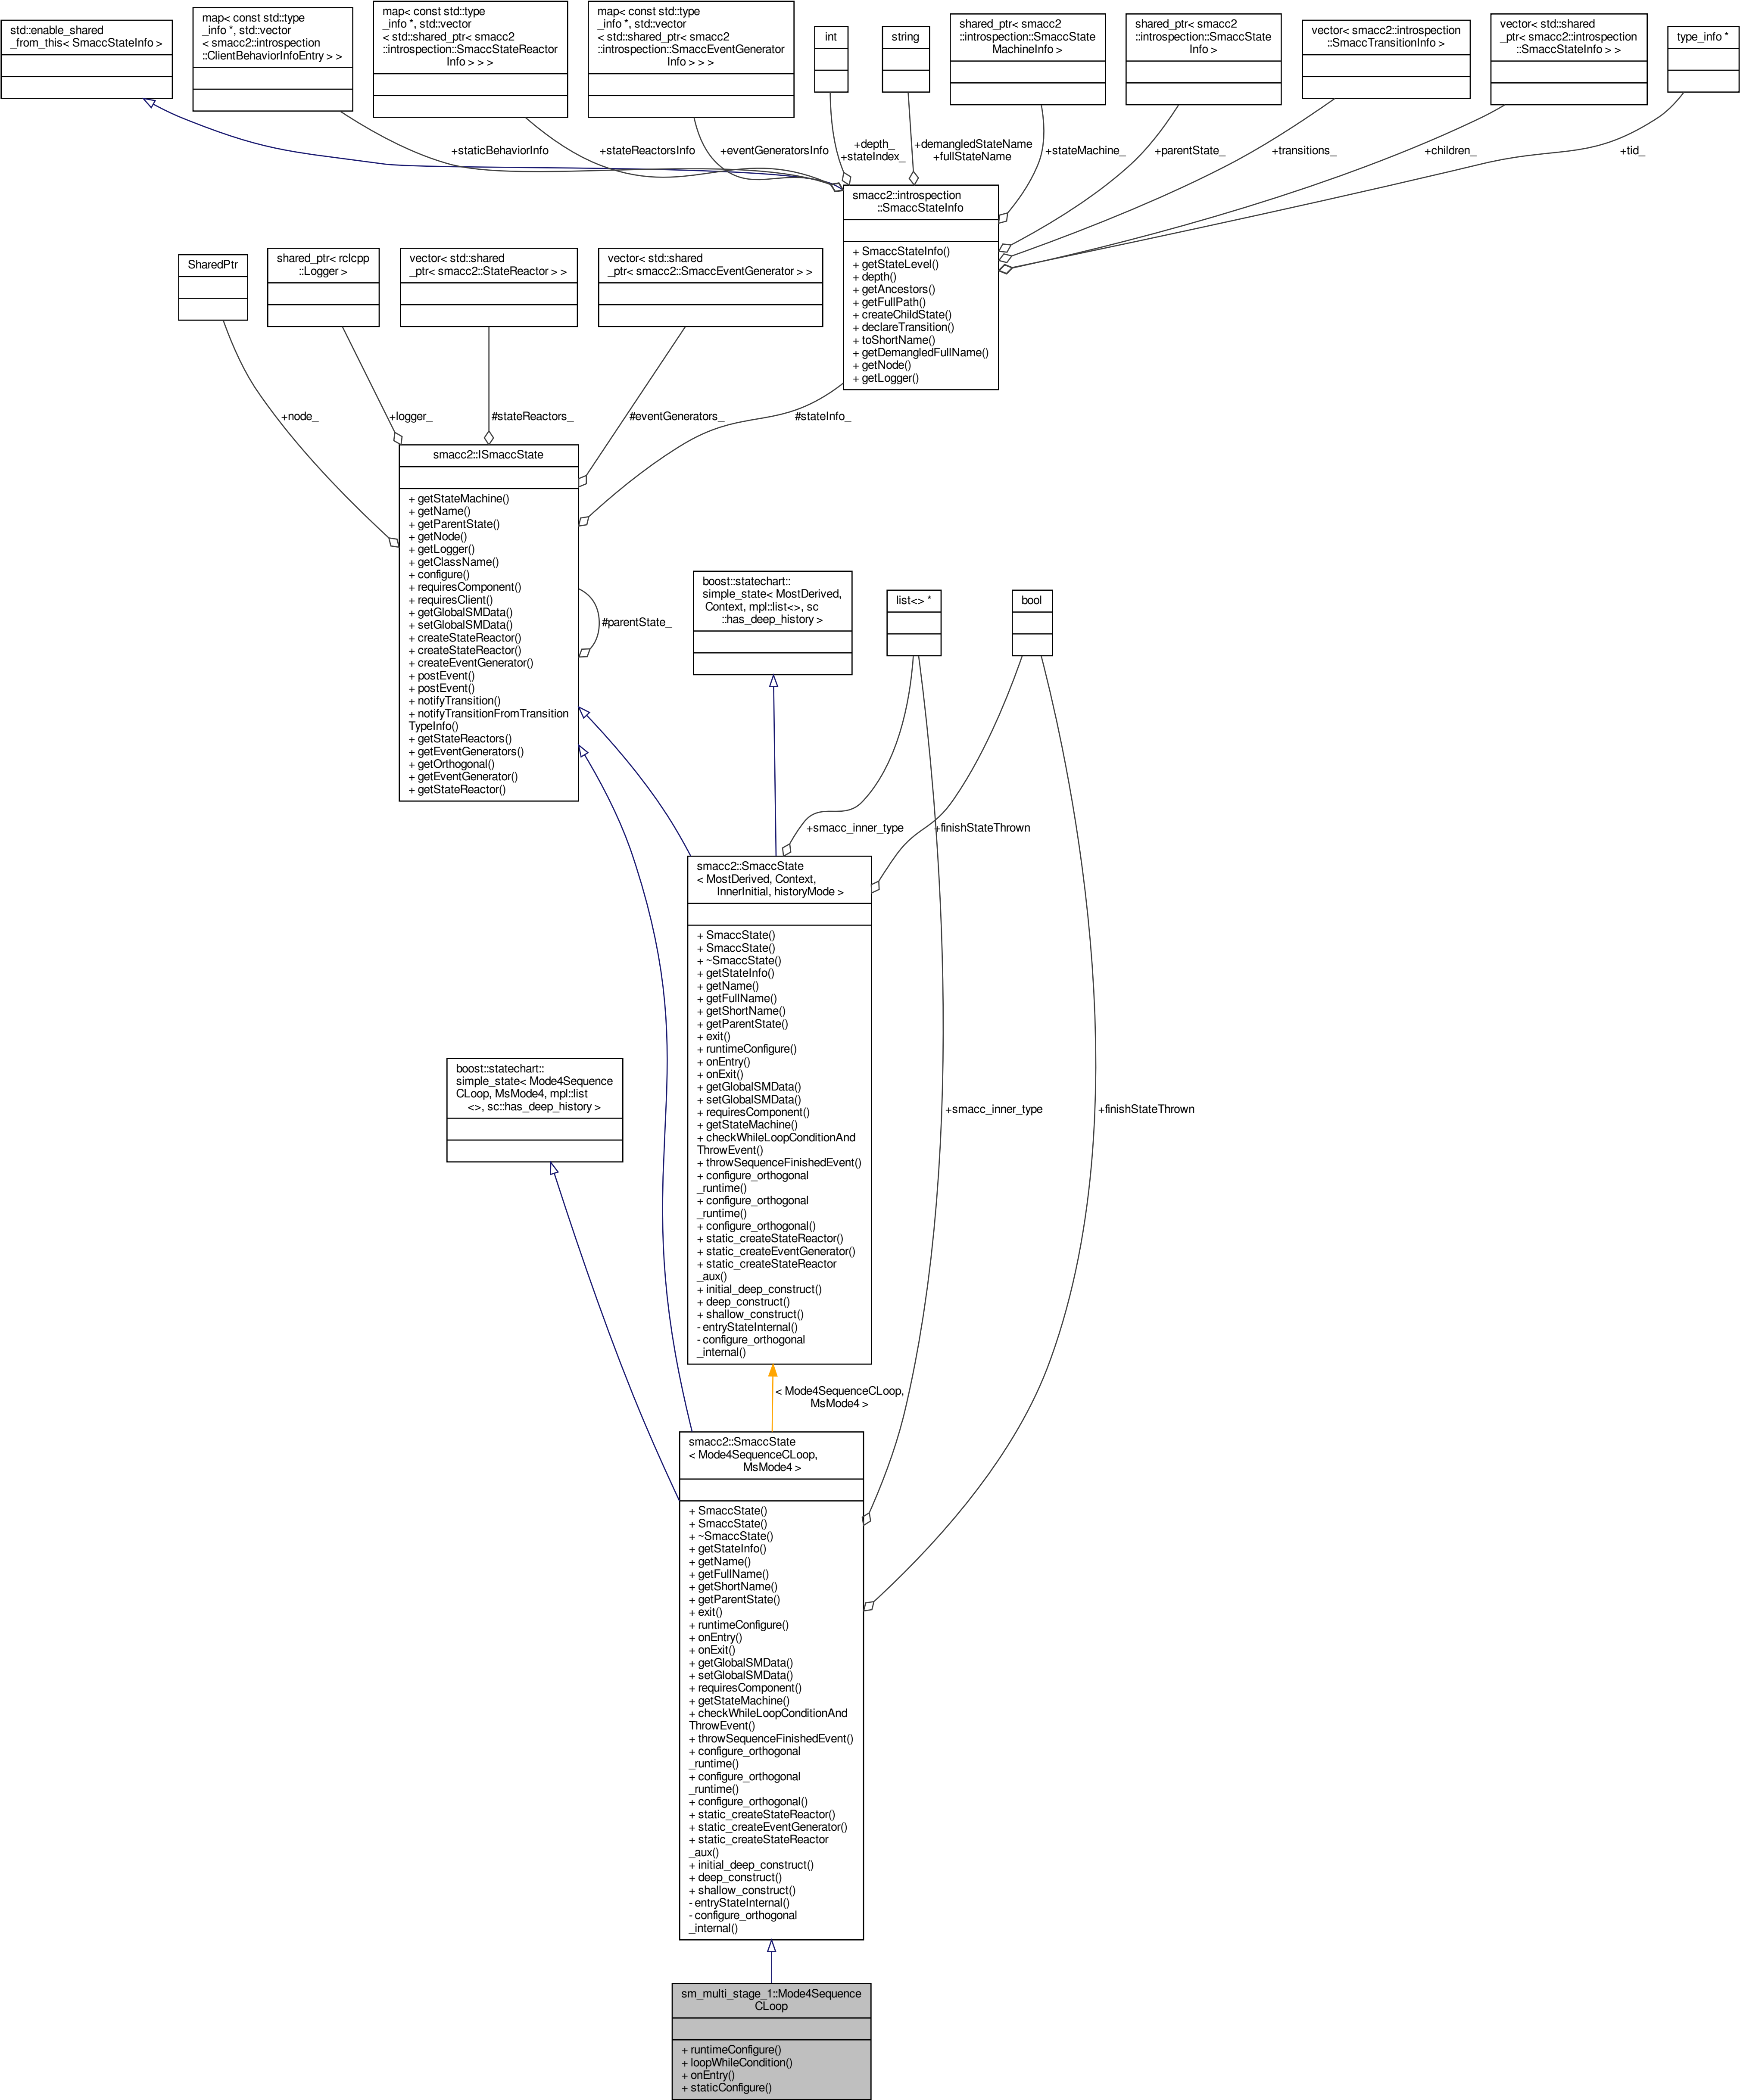 std::enable_shared
_from_this< SmaccStateInfo >
map< const std::type
_info *, std::vector
< smacc2::introspection
::ClientBehaviorInfoEntry > >
map< const std::type
_info *, std::vector
< std::shared_ptr< smacc2
::introspection::SmaccStateReactor
Info > > >
map< const std::type
_info *, std::vector
< std::shared_ptr< smacc2
::introspection::SmaccEventGenerator
Info > > >
int
string
shared_ptr< smacc2
::introspection::SmaccState
MachineInfo >
shared_ptr< smacc2
::introspection::SmaccState
Info >
vector< smacc2::introspection
::SmaccTransitionInfo >
vector< std::shared
_ptr< smacc2::introspection
::SmaccStateInfo > >
type_info *
+staticBehaviorInfo
+stateReactorsInfo
+eventGeneratorsInfo
+depth_
+stateIndex_
+demangledStateName
+fullStateName
+stateMachine_
+parentState_
+transitions_
+children_
+tid_
smacc2::introspection
::SmaccStateInfo
+ SmaccStateInfo()
+ getStateLevel()
+ depth()
+ getAncestors()
+ getFullPath()
+ createChildState()
+ declareTransition()
+ toShortName()
+ getDemangledFullName()
+ getNode()
+ getLogger()
SharedPtr
shared_ptr< rclcpp
::Logger >
vector< std::shared
_ptr< smacc2::StateReactor > >
vector< std::shared
_ptr< smacc2::SmaccEventGenerator > >
+node_
+logger_
#stateReactors_
#eventGenerators_
#stateInfo_
smacc2::ISmaccState
+ getStateMachine()
+ getName()
+ getParentState()
+ getNode()
+ getLogger()
+ getClassName()
+ configure()
+ requiresComponent()
+ requiresClient()
+ getGlobalSMData()
+ setGlobalSMData()
+ createStateReactor()
+ createStateReactor()
+ createEventGenerator()
+ postEvent()
+ postEvent()
+ notifyTransition()
+ notifyTransitionFromTransition
TypeInfo()
+ getStateReactors()
+ getEventGenerators()
+ getOrthogonal()
+ getEventGenerator()
+ getStateReactor()
#parentState_
boost::statechart::
simple_state< MostDerived,
Context, mpl::list<>, sc
::has_deep_history >
list<> *
bool
+smacc_inner_type
+finishStateThrown
smacc2::SmaccState
< MostDerived, Context,
InnerInitial, historyMode >
+ SmaccState()
+ SmaccState()
+ ~SmaccState()
+ getStateInfo()
+ getName()
+ getFullName()
+ getShortName()
+ getParentState()
+ exit()
+ runtimeConfigure()
+ onEntry()
+ onExit()
+ getGlobalSMData()
+ setGlobalSMData()
+ requiresComponent()
+ getStateMachine()
+ checkWhileLoopConditionAnd
ThrowEvent()
+ throwSequenceFinishedEvent()
+ configure_orthogonal
_runtime()
+ configure_orthogonal
_runtime()
+ configure_orthogonal()
+ static_createStateReactor()
+ static_createEventGenerator()
+ static_createStateReactor
_aux()
+ initial_deep_construct()
+ deep_construct()
+ shallow_construct()
- entryStateInternal()
- configure_orthogonal
_internal()
boost::statechart::
simple_state< Mode4Sequence
CLoop, MsMode4, mpl::list
<>, sc::has_deep_history >
+smacc_inner_type
+finishStateThrown
< Mode4SequenceCLoop,
MsMode4 >
smacc2::SmaccState
< Mode4SequenceCLoop,
MsMode4 >
+ SmaccState()
+ SmaccState()
+ ~SmaccState()
+ getStateInfo()
+ getName()
+ getFullName()
+ getShortName()
+ getParentState()
+ exit()
+ runtimeConfigure()
+ onEntry()
+ onExit()
+ getGlobalSMData()
+ setGlobalSMData()
+ requiresComponent()
+ getStateMachine()
+ checkWhileLoopConditionAnd
ThrowEvent()
+ throwSequenceFinishedEvent()
+ configure_orthogonal
_runtime()
+ configure_orthogonal
_runtime()
+ configure_orthogonal()
+ static_createStateReactor()
+ static_createEventGenerator()
+ static_createStateReactor
_aux()
+ initial_deep_construct()
+ deep_construct()
+ shallow_construct()
- entryStateInternal()
- configure_orthogonal
_internal()
sm_multi_stage_1::Mode4Sequence
CLoop
+ runtimeConfigure()
+ loopWhileCondition()
+ onEntry()
+ staticConfigure()